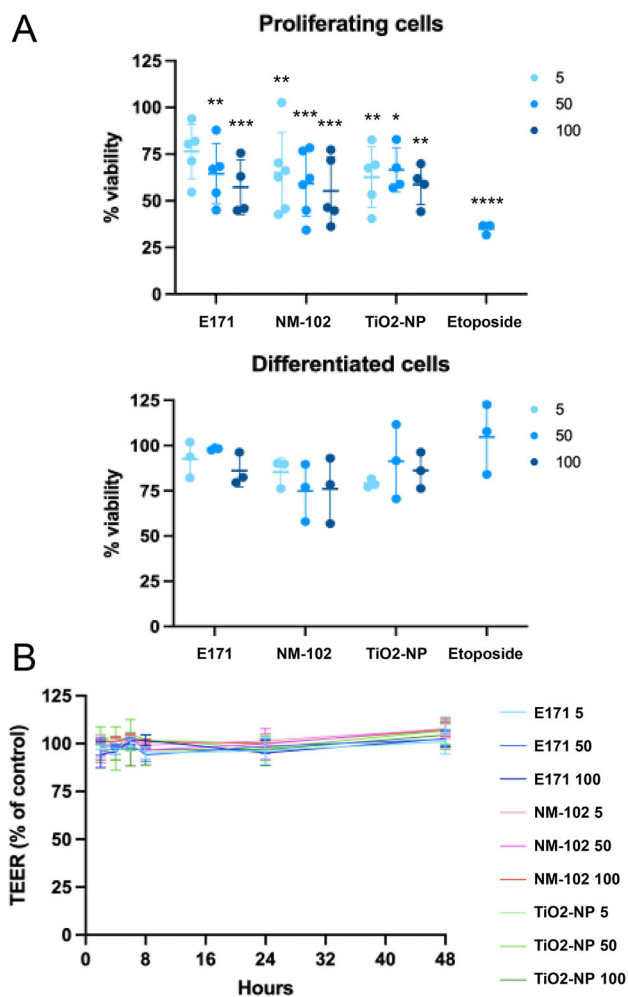 A
Proliferating cells
% viability
125
100
75
50
25
0
** *** ** *** *** ** * ** ****
5
50
100
E171 NM-102 TiO2-NP Etoposide
Differentiated cells
% viability
125
100
75
50
25
0
5
50
100
E171 NM-102 TiO2-NP Etoposide
B
TEER (% of control)
125
100
75
50
25
0
0 8 16 24 32 40 48
Hours
E171 5
E171 50
E171 100
NM-102 5
NM-102 50
NM-102 100
TiO2-NP 5
TiO2-NP 50
TiO2-NP 100